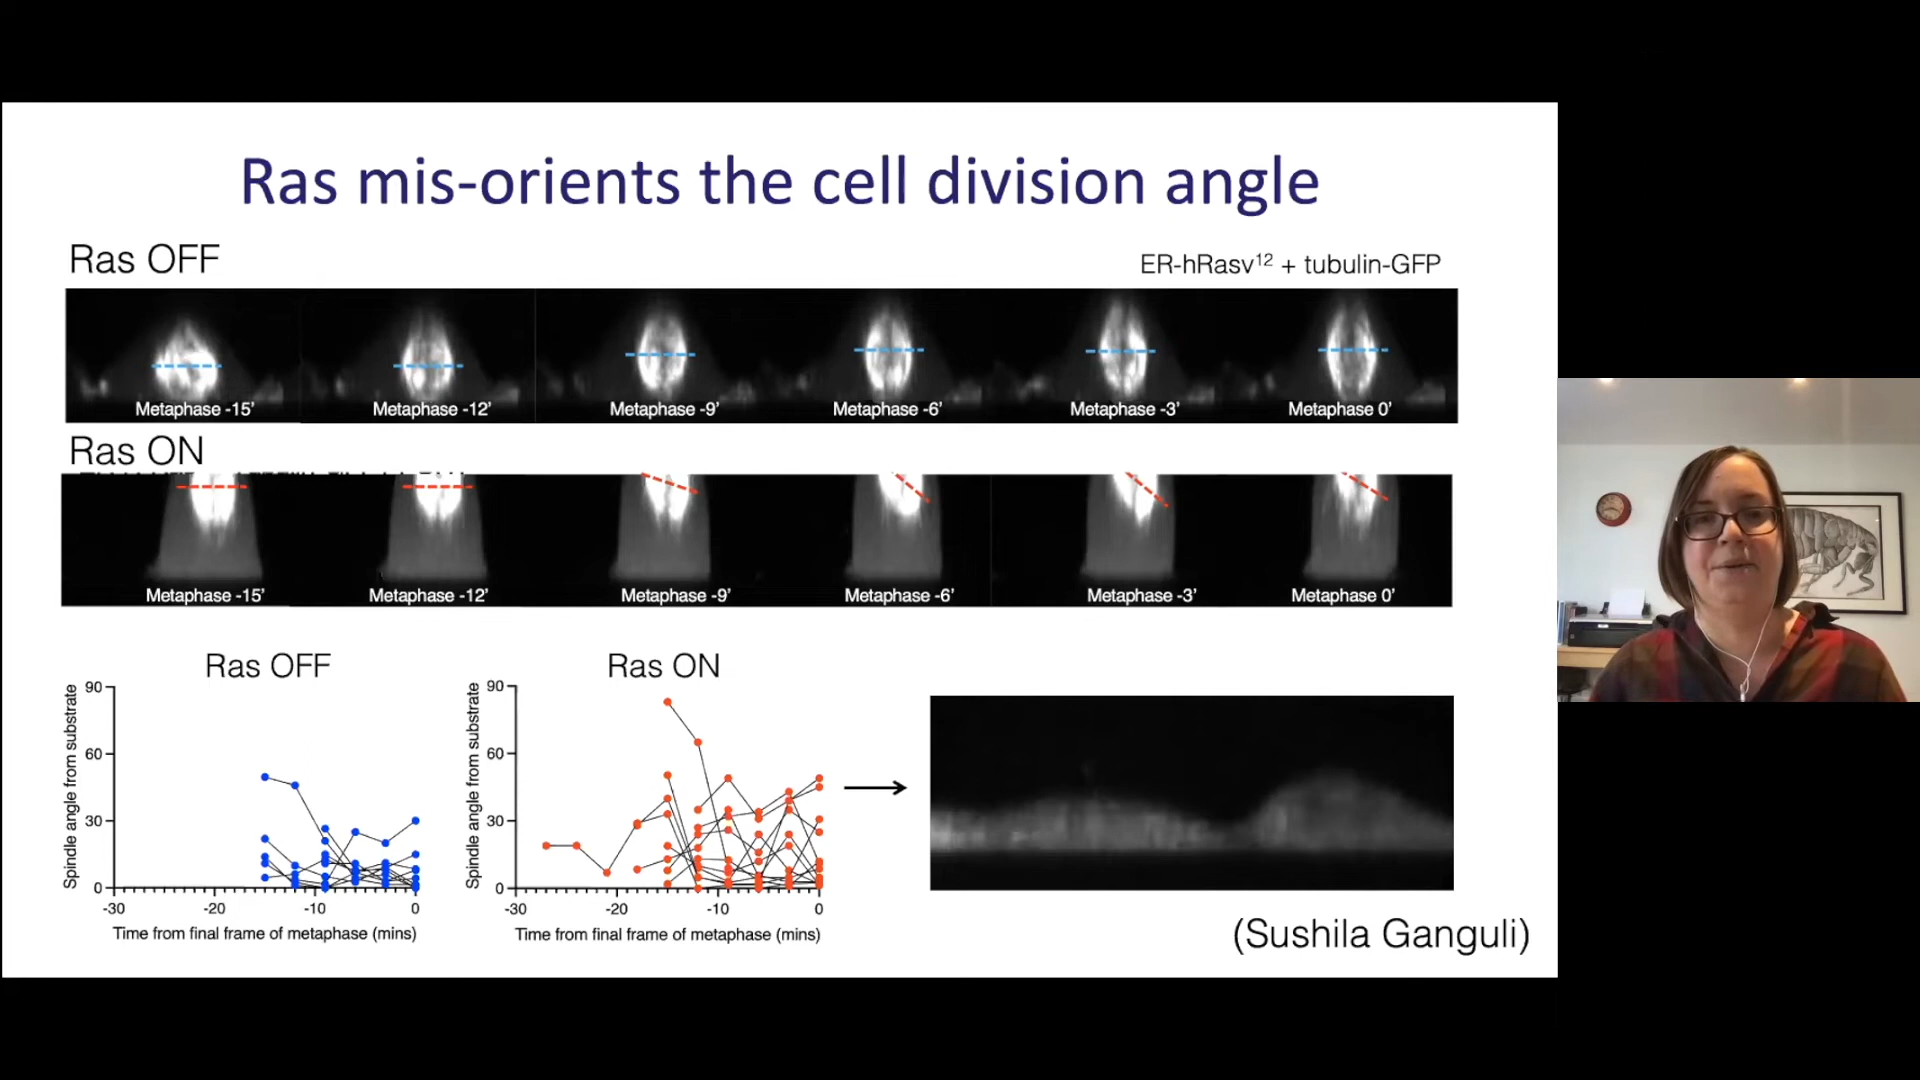 Ras mis-orients the cell division angle
Ras OFF
ER-hRasv¹² + tubulin-GFP
Metaphase -15’
Metaphase -12’
Metaphase -9’
Metaphase -6’
Metaphase -3’
Metaphase 0’
Ras ON
Metaphase -15’
Metaphase -12’
Metaphase -9’
Metaphase -6’
Metaphase -3’
Metaphase 0’
Ras OFF
Spindle angle from substrate
90
60
30
0
-30 -20 -10 0
Time from final frame of metaphase (mins)
Ras ON
Spindle angle from substrate
90
60
30
0
-30 -20 -10 0
Time from final frame of metaphase (mins)
(Sushila Ganguli)